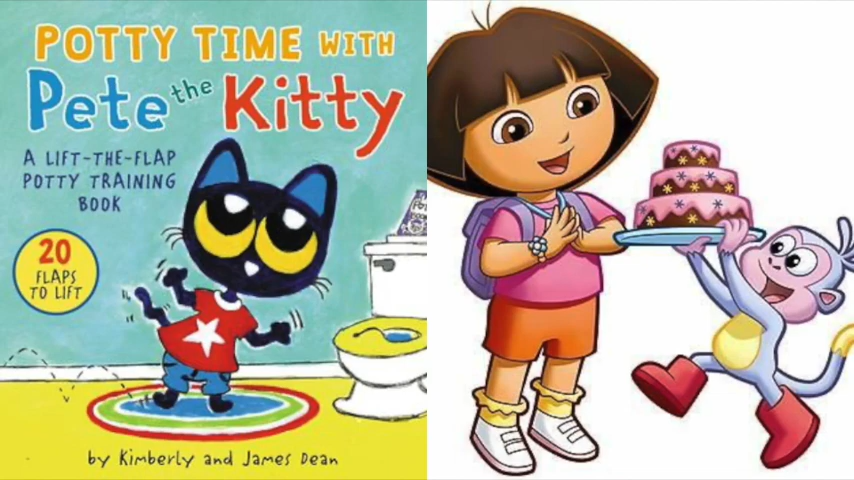 POTTY TIME WITH
Pete the Kitty
A LIFT-THE-FLAP
POTTY TRAINING
BOOK
20
FLAPS
TO LIFT
by Kimberly and James Dean